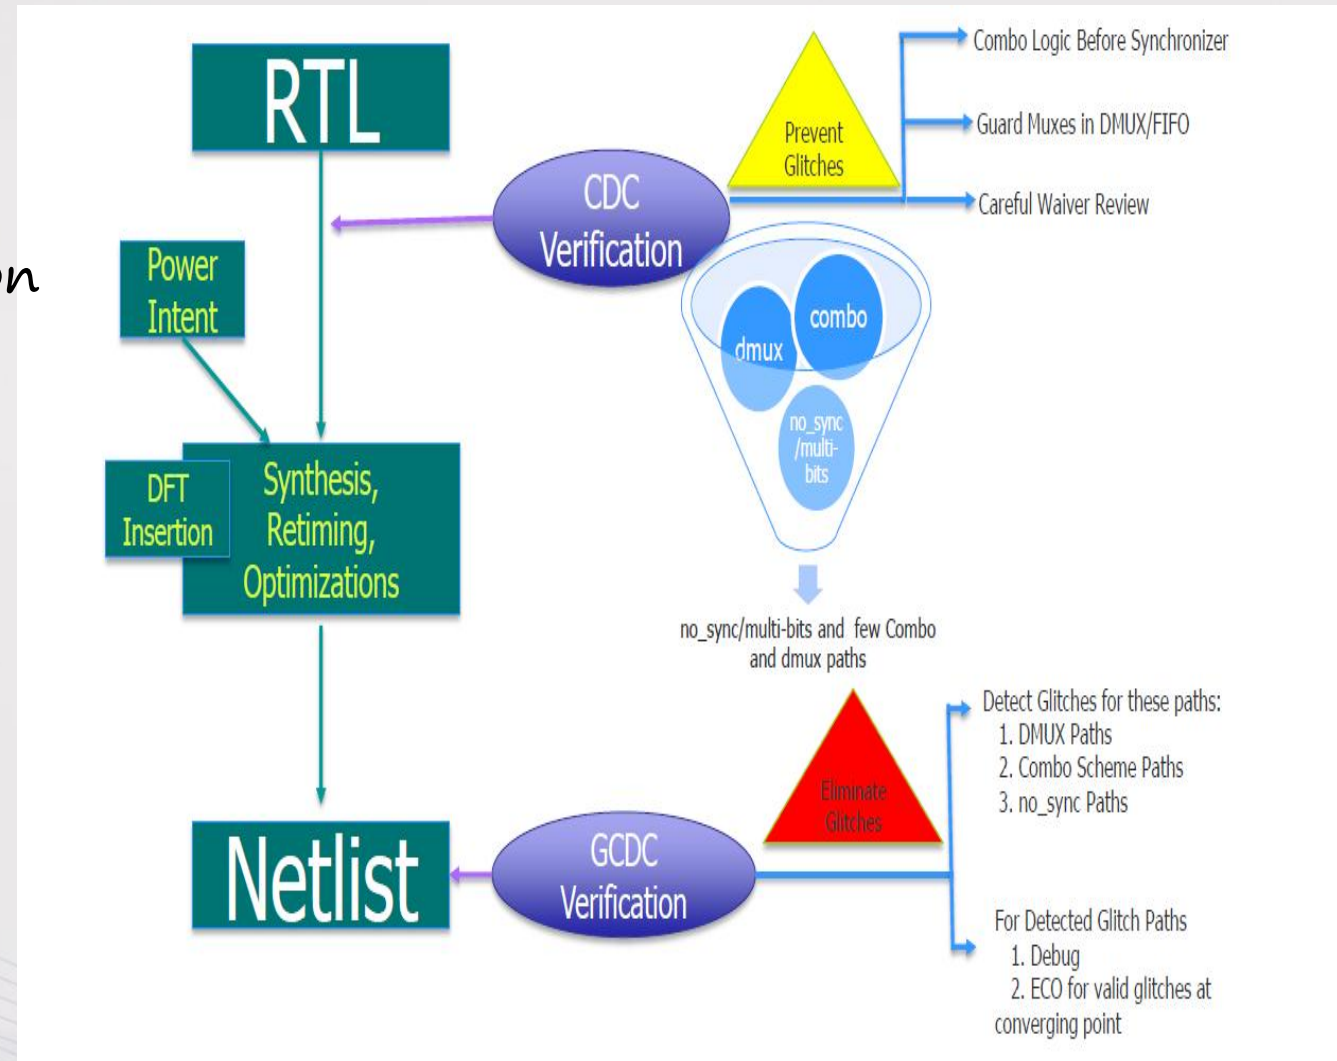 RTL
Prevent
Glitches
Combo Logic Before Synchronizer
Guard Muxes in DMUX/FIFO
Careful Waiver Review
CDC
Verification
Power
Intent
dmux
combo
no_sync
/multi-
bits
DFT
Insertion
Synthesis,
Retiming,
Optimizations
no_sync/multi-bits and few Combo
and dmux paths
Eliminate
Glitches
Detect Glitches for these paths:
1. DMUX Paths
2. Combo Scheme Paths
3. no_sync Paths
Netlist
GCDC
Verification
For Detected Glitch Paths
1. Debug
2. ECO for valid glitches at
converging point